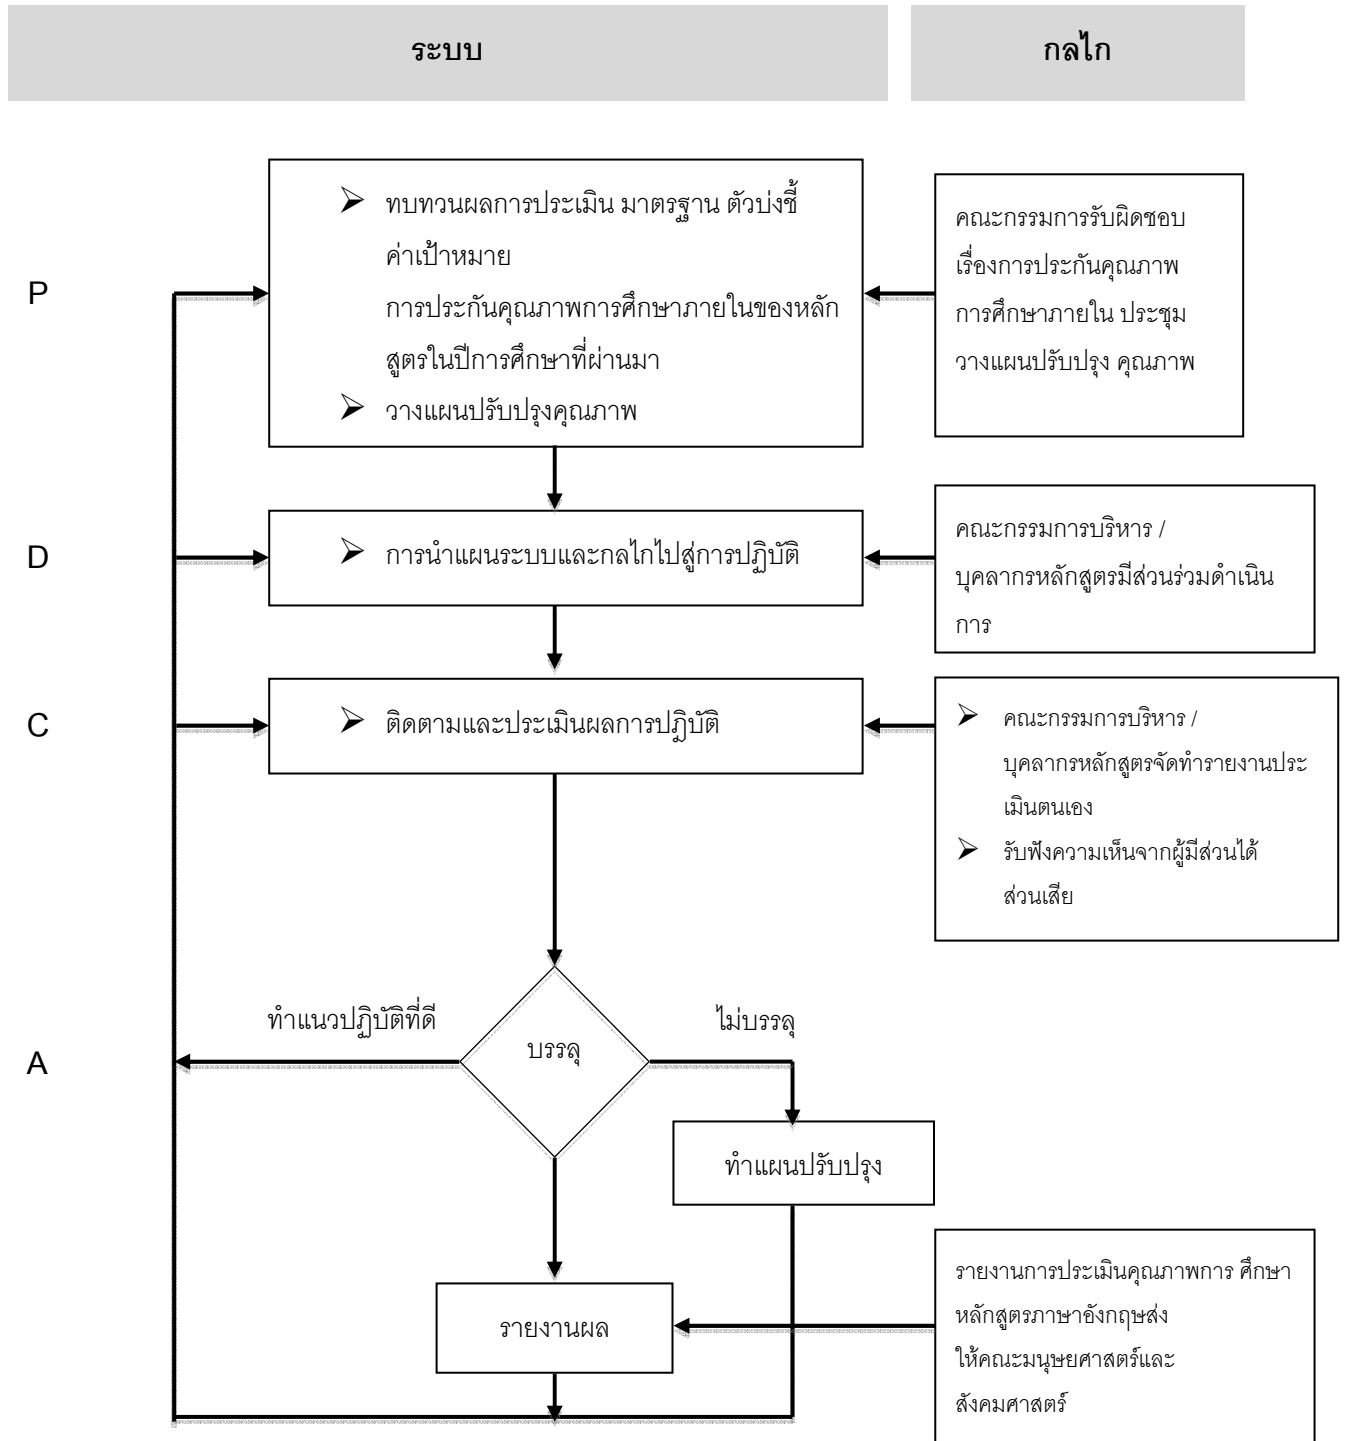 ระบบ
กลไก
P
➢ ทบทวนผลการประเมิน มาตรฐาน ตัวบ่งชี้
ค่าเป้าหมาย
การประกันคุณภาพการศึกษาภายในของหลัก
สูตรในปีการศึกษาที่ผ่านมา
➢ วางแผนปรับปรุงคุณภาพ
คณะกรรมการรับผิดชอบ
เรื่องการประกันคุณภาพ
การศึกษาภายใน ประชุม
วางแผนปรับปรุง คุณภาพ
D
➢ การนำแผนระบบและกลไกไปสู่การปฏิบัติ
คณะกรรมการบริหาร /
บุคลากรหลักสูตรมีส่วนร่วมดำเนิน
การ
C
➢ ติดตามและประเมินผลการปฎิบัติ
➢ คณะกรรมการบริหาร /
บุคลากรหลักสูตรจัดทำรายงานประ
เมินตนเอง
➢ รับฟังความเห็นจากผู้มีส่วนได้
ส่วนเสีย
A
ทำแนวปฏิบัติที่ดี
บรรลุ
ไม่บรรลุ
ทำแผนปรับปรุง
รายงานผล
รายงานการประเมินคุณภาพการ ศึกษา
หลักสูตรภาษาอังกฤษส่ง
ให้คณะมนุษยศาสตร์และ
สังคมศาสตร์